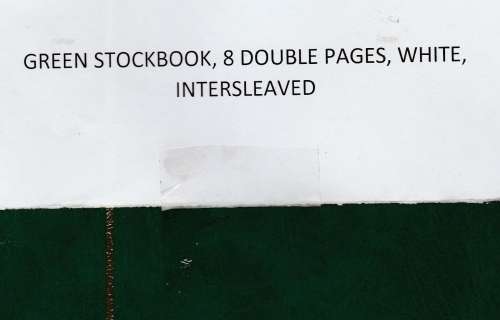 GREEN STOCKBOOK, 8 DOUBLE PAGES, WHITE,
INTERSLEAVED